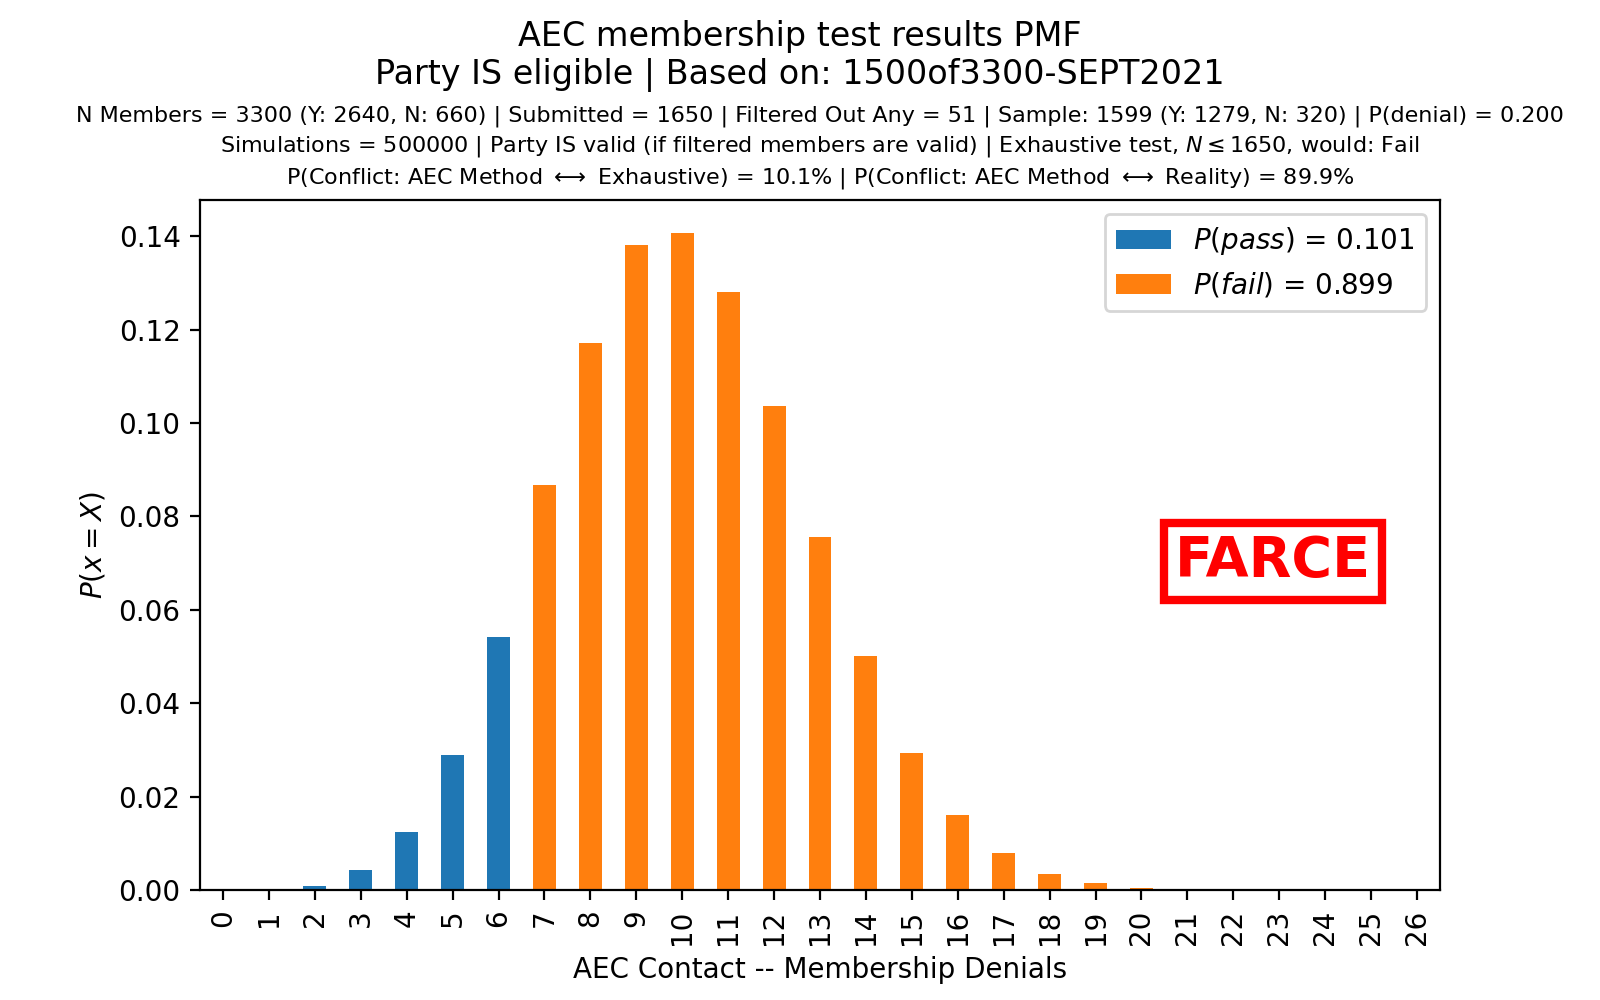 AEC membership test results PMF
Party IS eligible | Based on: 1500of3300-SEPT2021
N Members = 3300 (Y: 2640, N: 660) | Submitted = 1650 | Filtered Out Any = 51 | Sample: 1599 (Y: 1279, N: 320) | P(denial) = 0.200
Simulations = 500000 | Party IS valid (if filtered members are valid) | Exhaustive test, N ≤ 1650, would: Fail
P(Conflict: AEC Method ⟷ Exhaustive) = 10.1% | P(Conflict: AEC Method ⟷ Reality) = 89.9%
P(pass) = 0.101
P(fail) = 0.899
0.14
0.12
0.10
0.08
0.06
0.04
0.02
0.00
P(x = X)
FARCE
0 1 2 3 4 5 6 7 8 9 10 11 12 13 14 15 16 17 18 19 20 21 22 23 24 25 26
AEC Contact -- Membership Denials